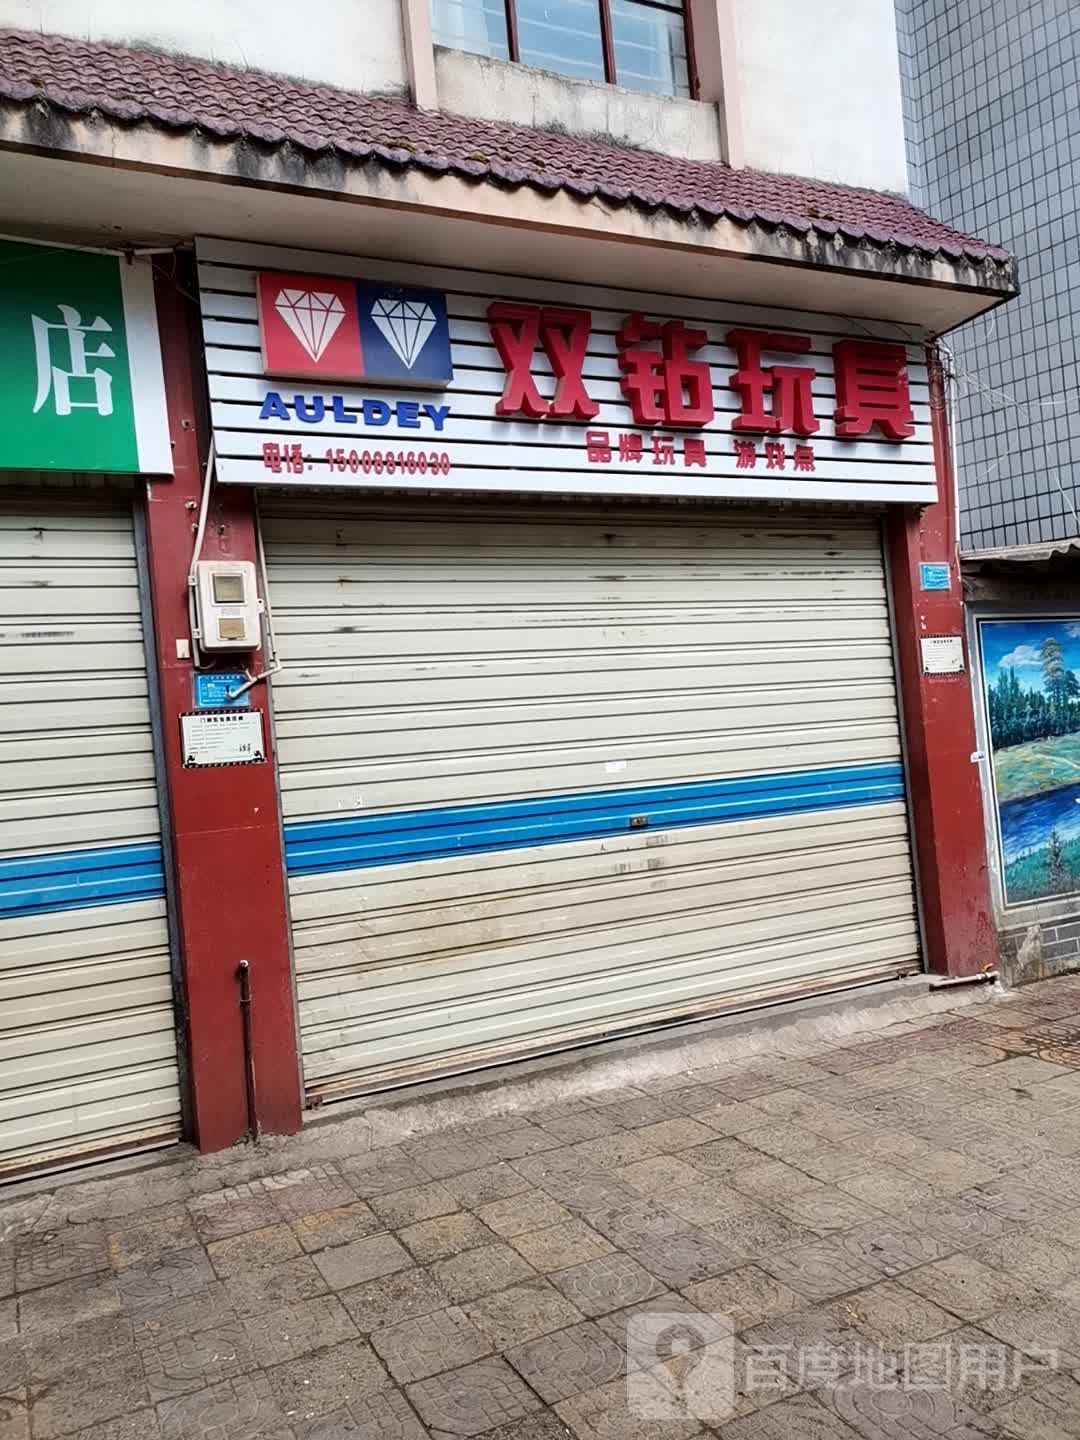 店
双钻玩具
AULDEY
电话：15008816030
品牌玩具 游戏点
百度地图用户